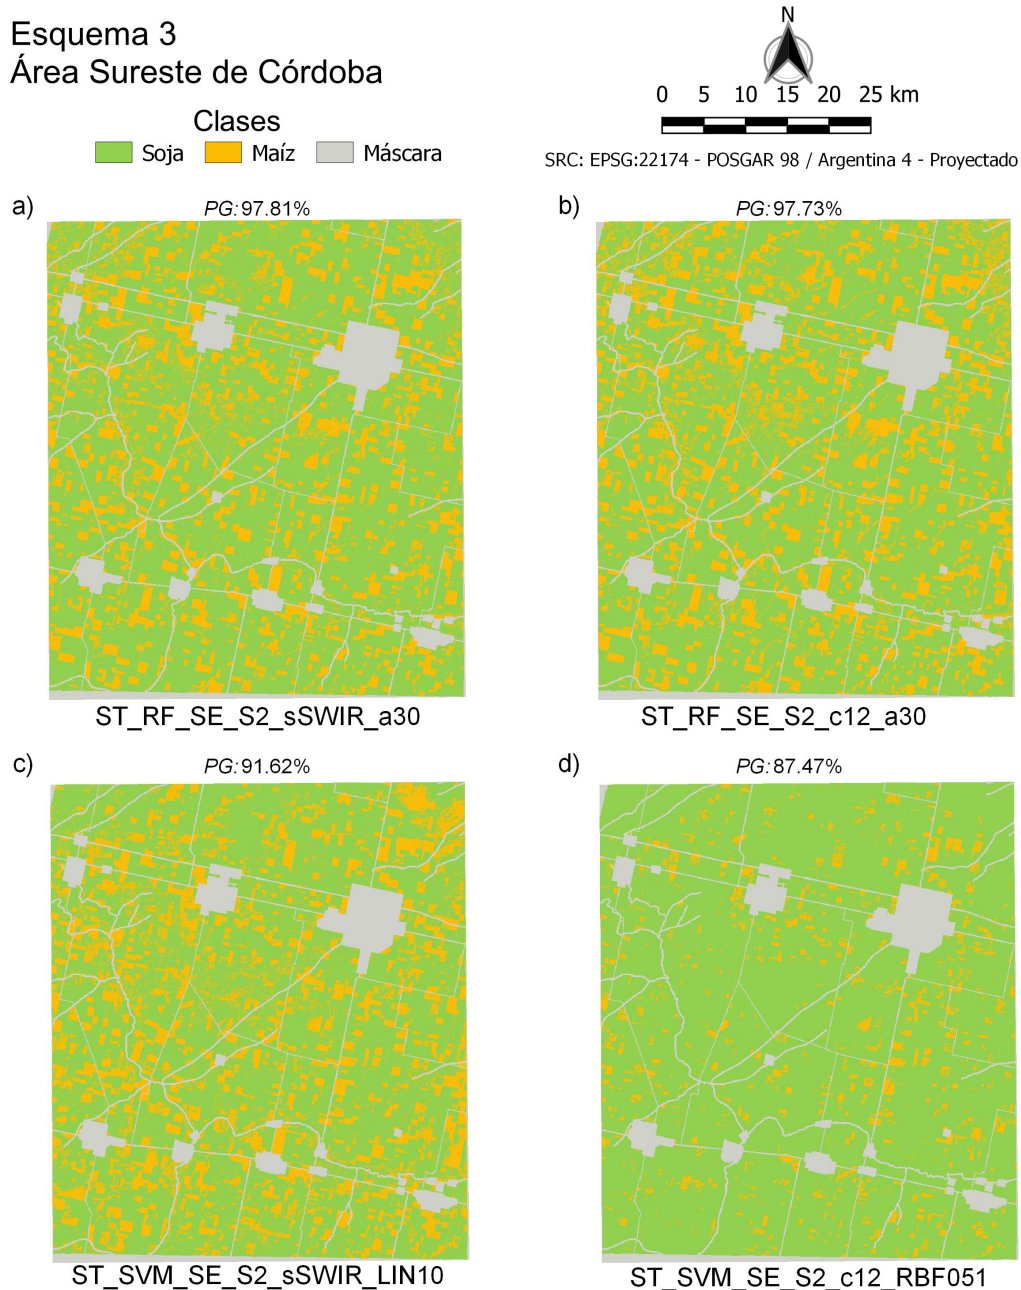 Esquema 3
Área Sureste de Córdoba
Clases
Soja Maíz Máscara
N
0 5 10 15 20 25 km
SRC: EPSG:22174 - POSGAR 98 / Argentina 4 - Proyectado
a) PG: 97.81%
ST_RF_SE_S2_sSWIR_a30
b) PG: 97.73%
ST_RF_SE_S2_c12_a30
c) PG: 91.62%
ST_SVM_SE_S2_sSWIR_LIN10
d) PG: 87.47%
ST_SVM_SE_S2_c12_RBF051